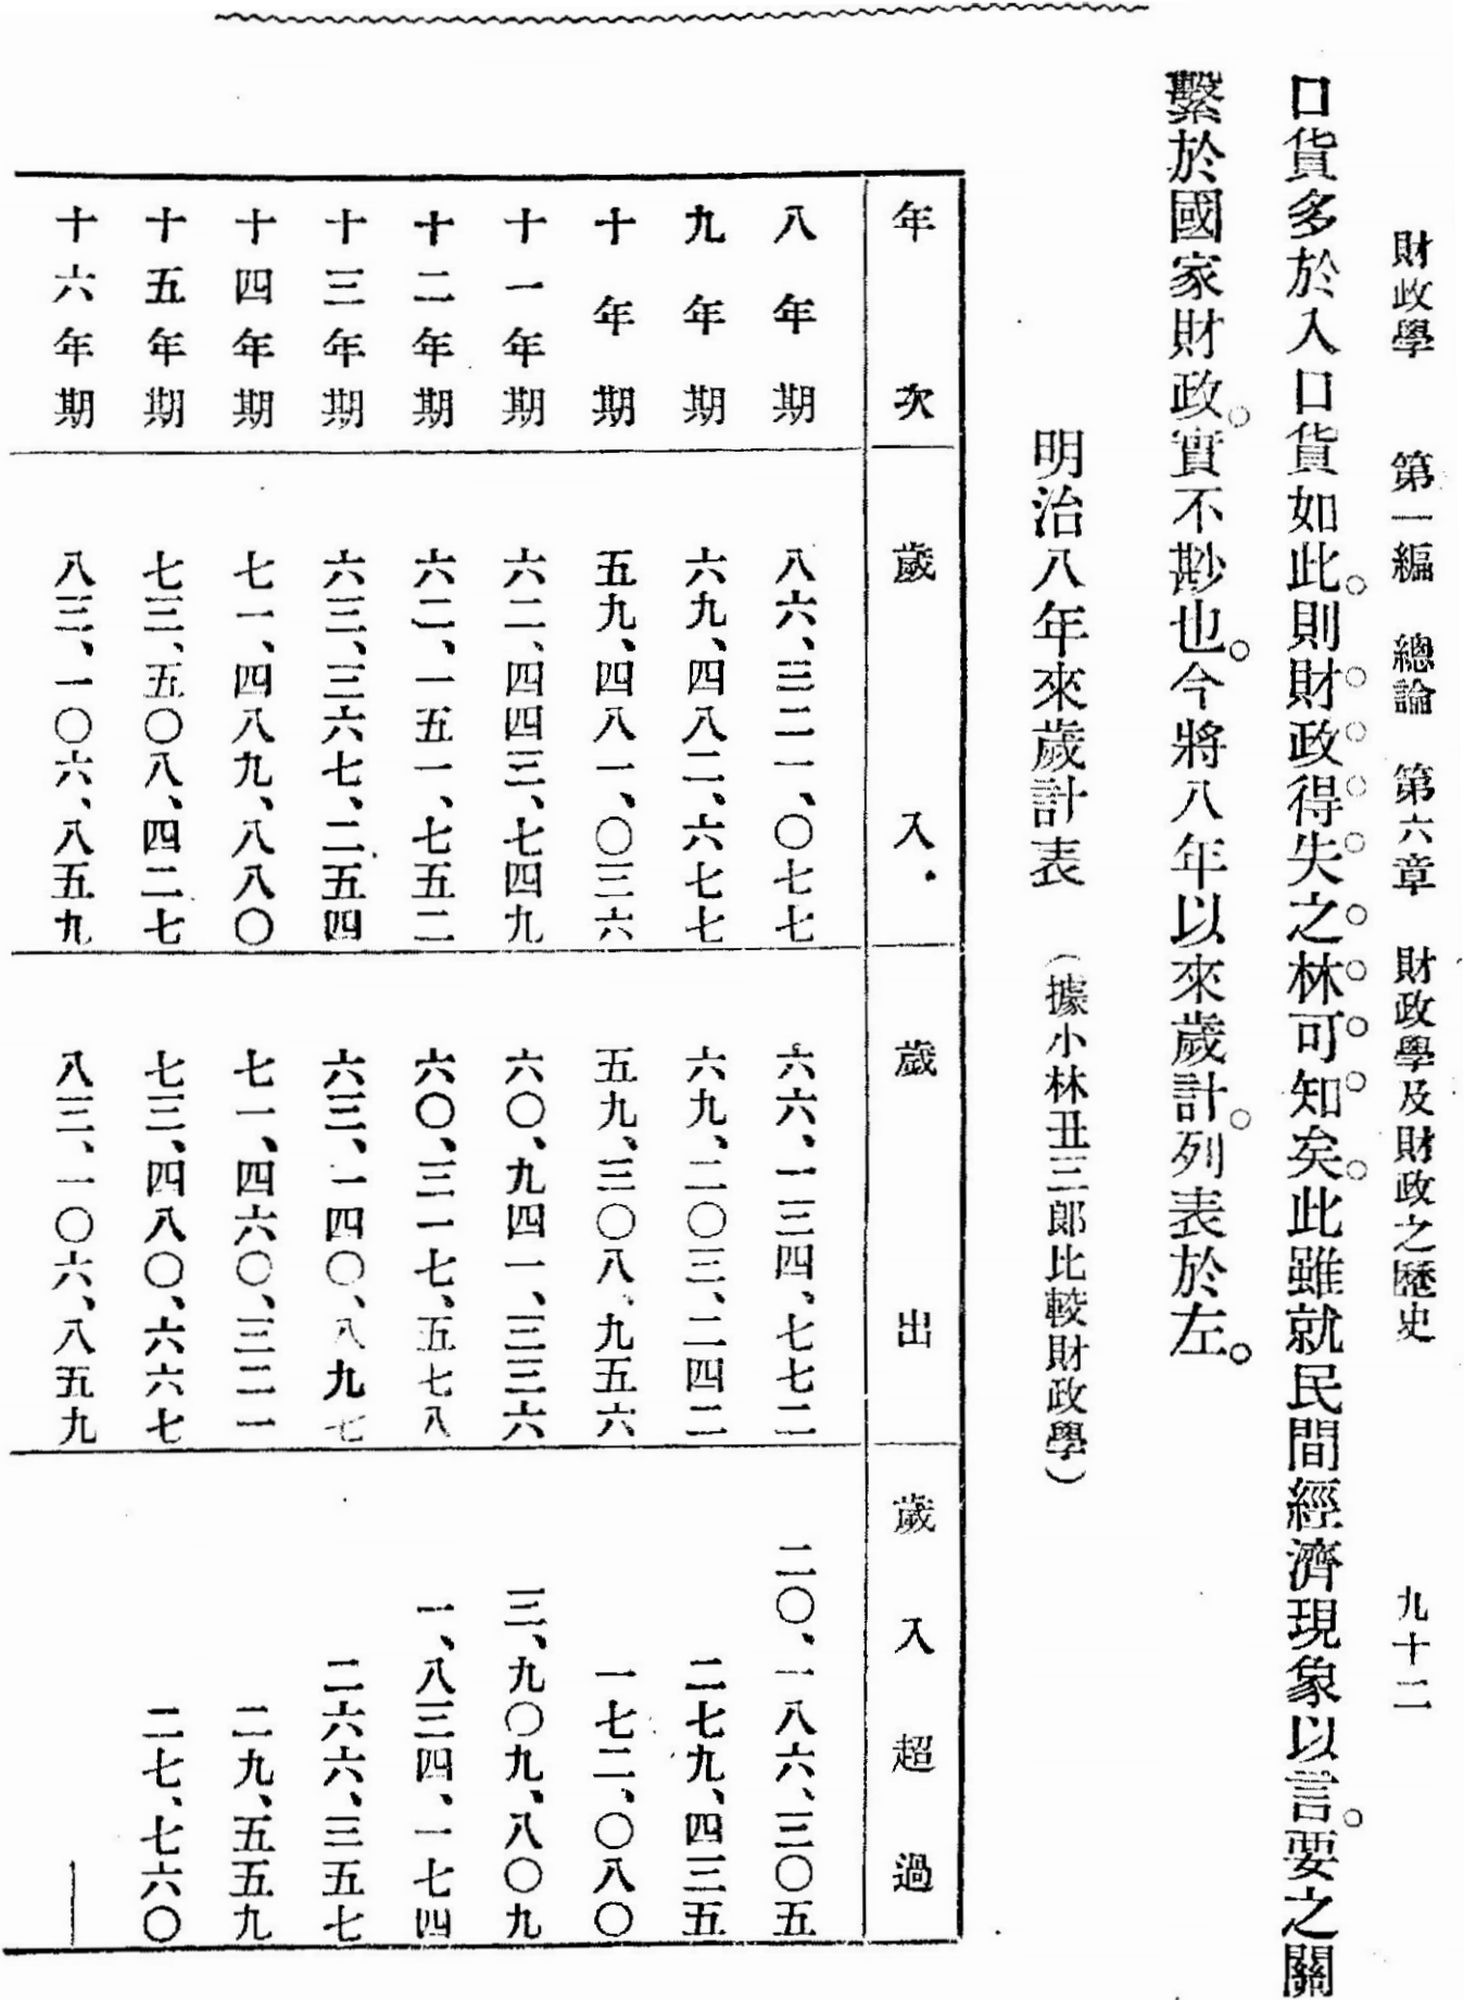 財政學 第一編 總論 第六章 財政學及財政之歷史 九十二
口貨多於入口貨如此。則財政得失之林可知矣。此雖就民間經濟現象以言。要之關
繫於國家財政。實不尠也。今將八年以來歲計。列表於左。
明治八年來歲計表 (據小林丑三郎比較財政學)
年次 歲入 歲出 歲入超過
八年期 八六、三二一、〇七七 六六、一三四、七七二 二〇、一八六、三〇五
九年期 六九、四八二、六七七 六九、二〇三、二四二 二七九、四三五
十年期 五九、四八一、〇三六 五九、三〇八、九五六 一七二、〇八〇
十一年期 六二、四四三、七四九 六〇、九四一、三三六 三、九〇九、八〇九
十二年期 六二、一五一、七五二 六〇、三一七、五七八 一、八三四、一七四
十三年期 六三、三六七、二五四 六三、一四〇、八九七 二六六、三五七
十四年期 七一、四八九、八八〇 七一、四六〇、三二一 二九、五五九
十五年期 七三、五〇八、四二七 七三、四八〇、六六七 二七、七六〇
十六年期 八三、一〇六、八五九 八三、一〇六、八五九 —